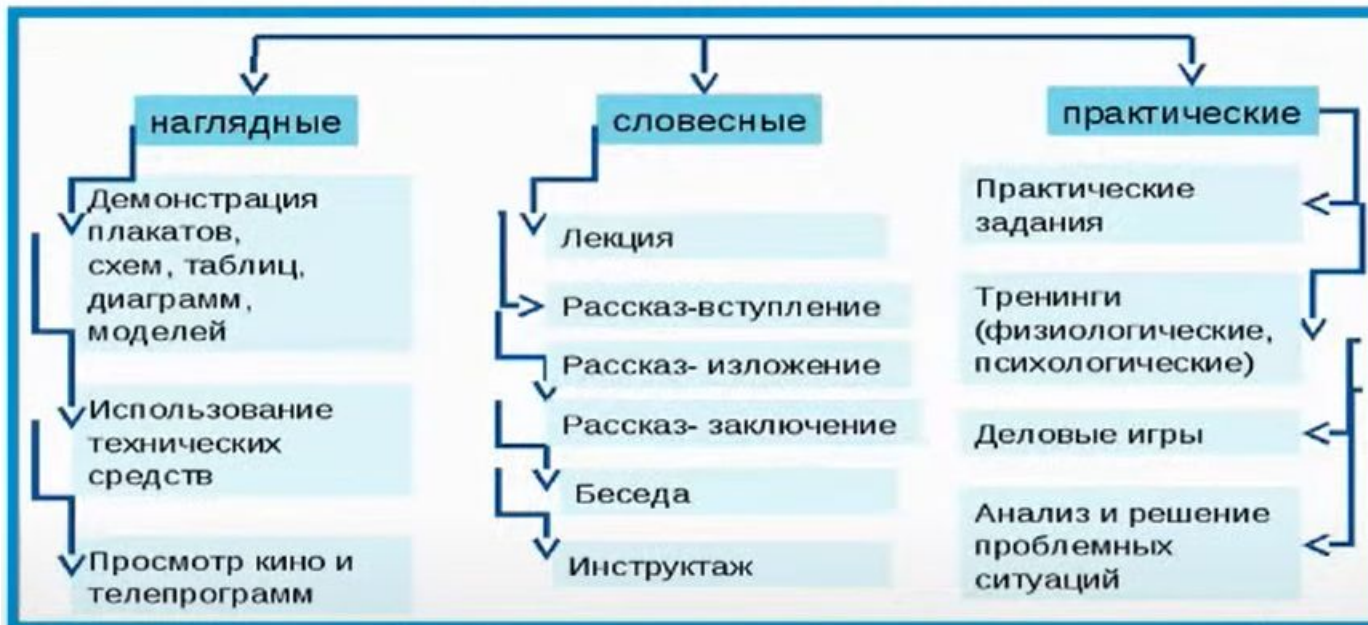 наглядные
Демонстрация
плакатов,
схем, таблиц,
диаграмм,
моделей
Использование
технических
средств
Просмотр кино и
телепрограмм
словесные
Лекция
Рассказ-вступление
Рассказ- изложение
Рассказ- заключение
Беседа
Инструктаж
практические
Практические
задания
Тренинги
(физиологические,
психологические)
Деловые игры
Анализ и решение
проблемных
ситуаций